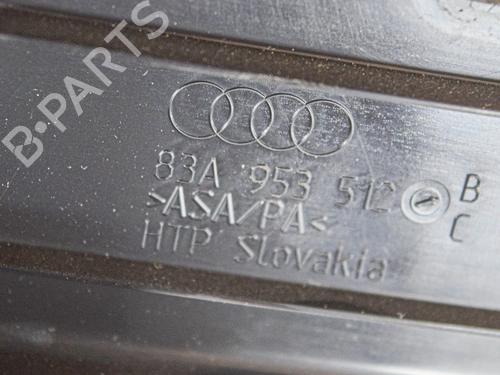 B·PARTS
83A 953 512 B
C
>ASA/PA<
HTP Slovakia